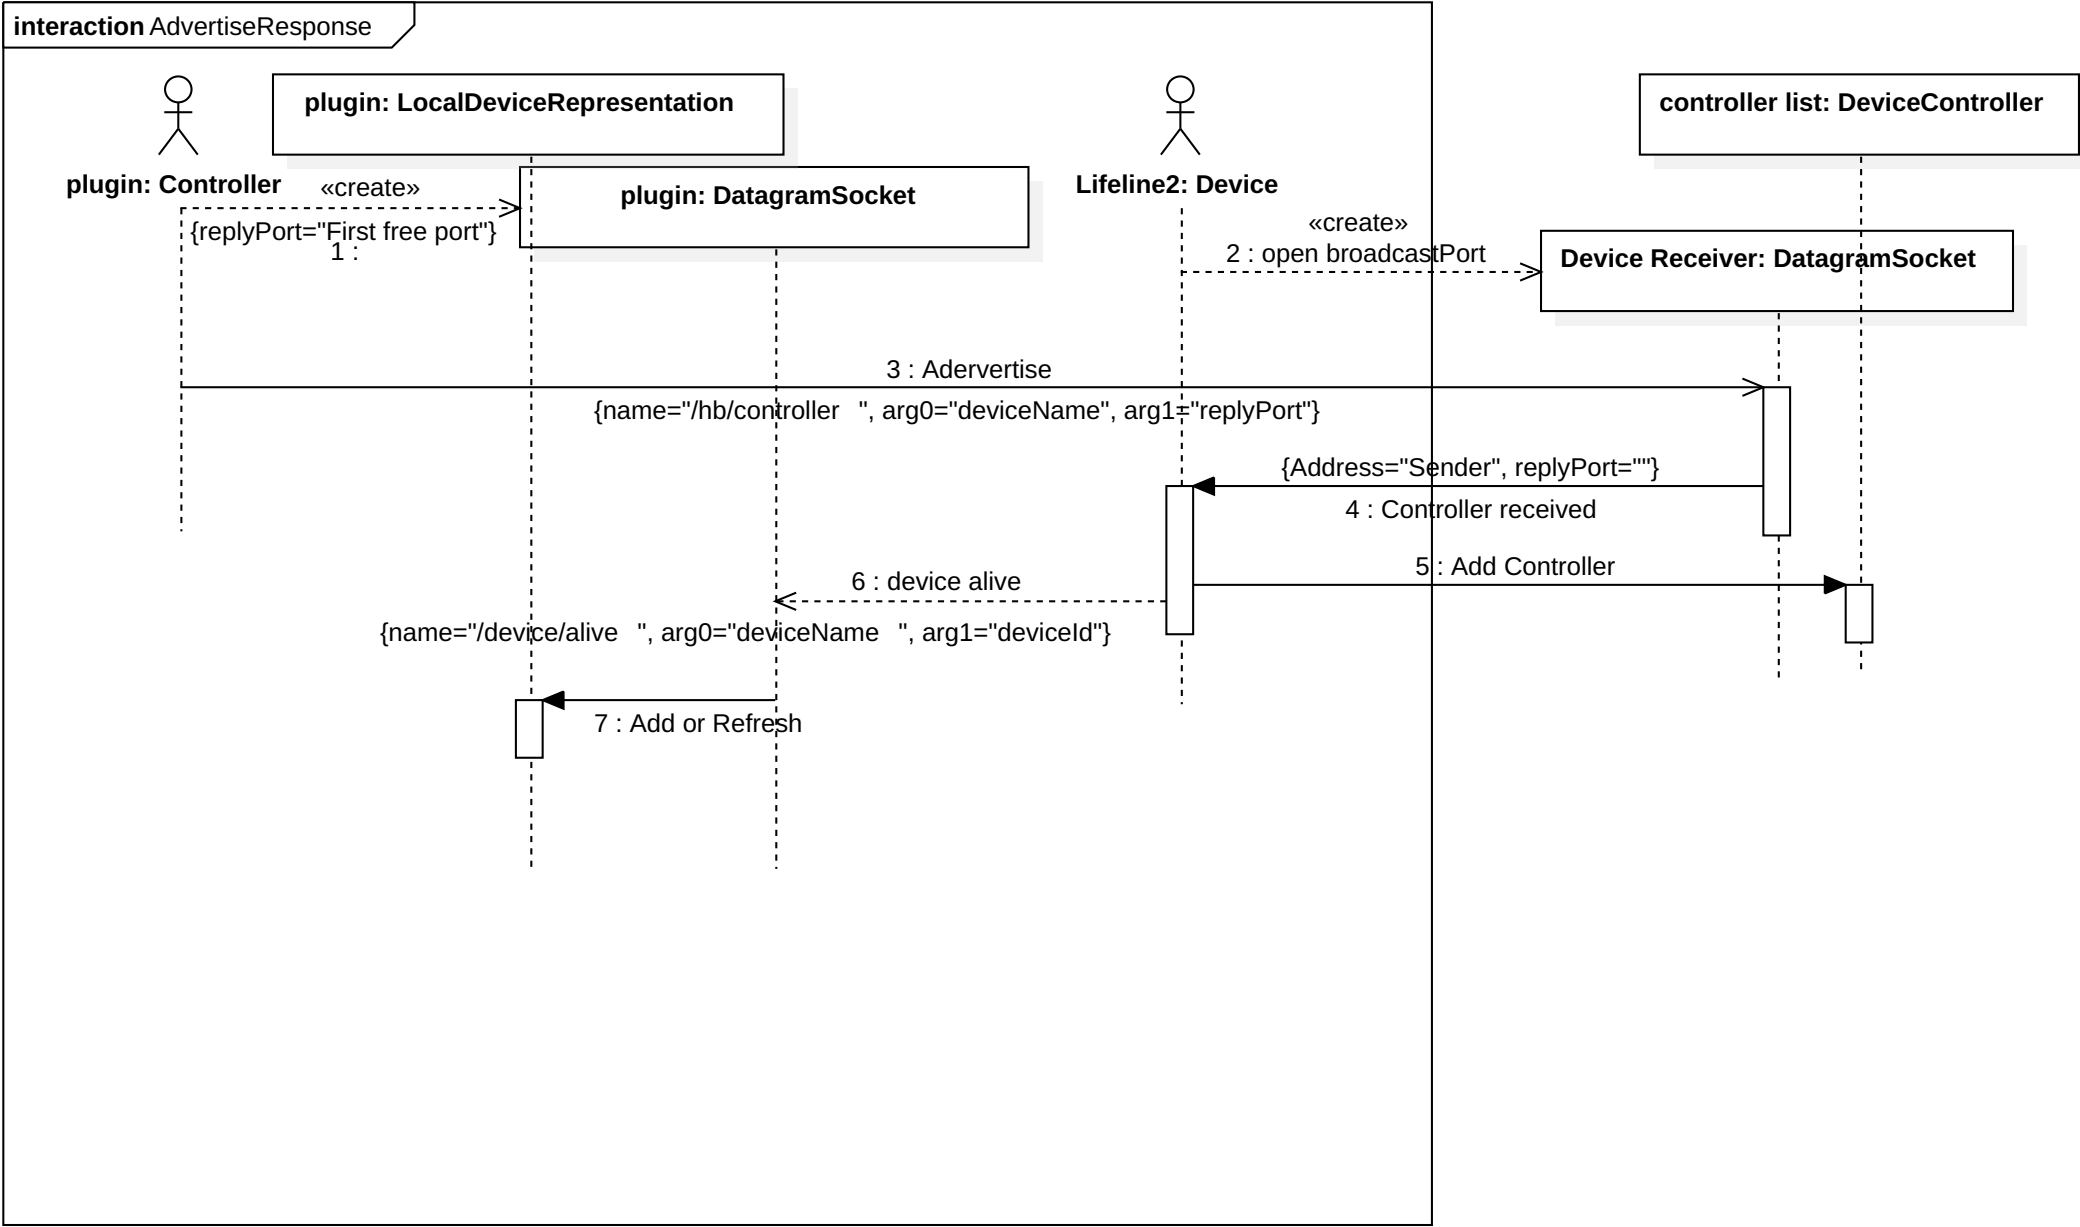 interaction AdvertiseResponse
plugin: LocalDeviceRepresentation
controller list: DeviceController
plugin: Controller
«create»
plugin: DatagramSocket
Lifeline2: Device
{replyPort="First free port"}
1 :
«create»
2 : open broadcastPort
Device Receiver: DatagramSocket
3 : Adervertise
{name="/hb/controller ", arg0="deviceName", arg1="replyPort"}
{Address="Sender", replyPort=""}
4 : Controller received
5 : Add Controller
6 : device alive
{name="/device/alive ", arg0="deviceName ", arg1="deviceId"}
7 : Add or Refresh